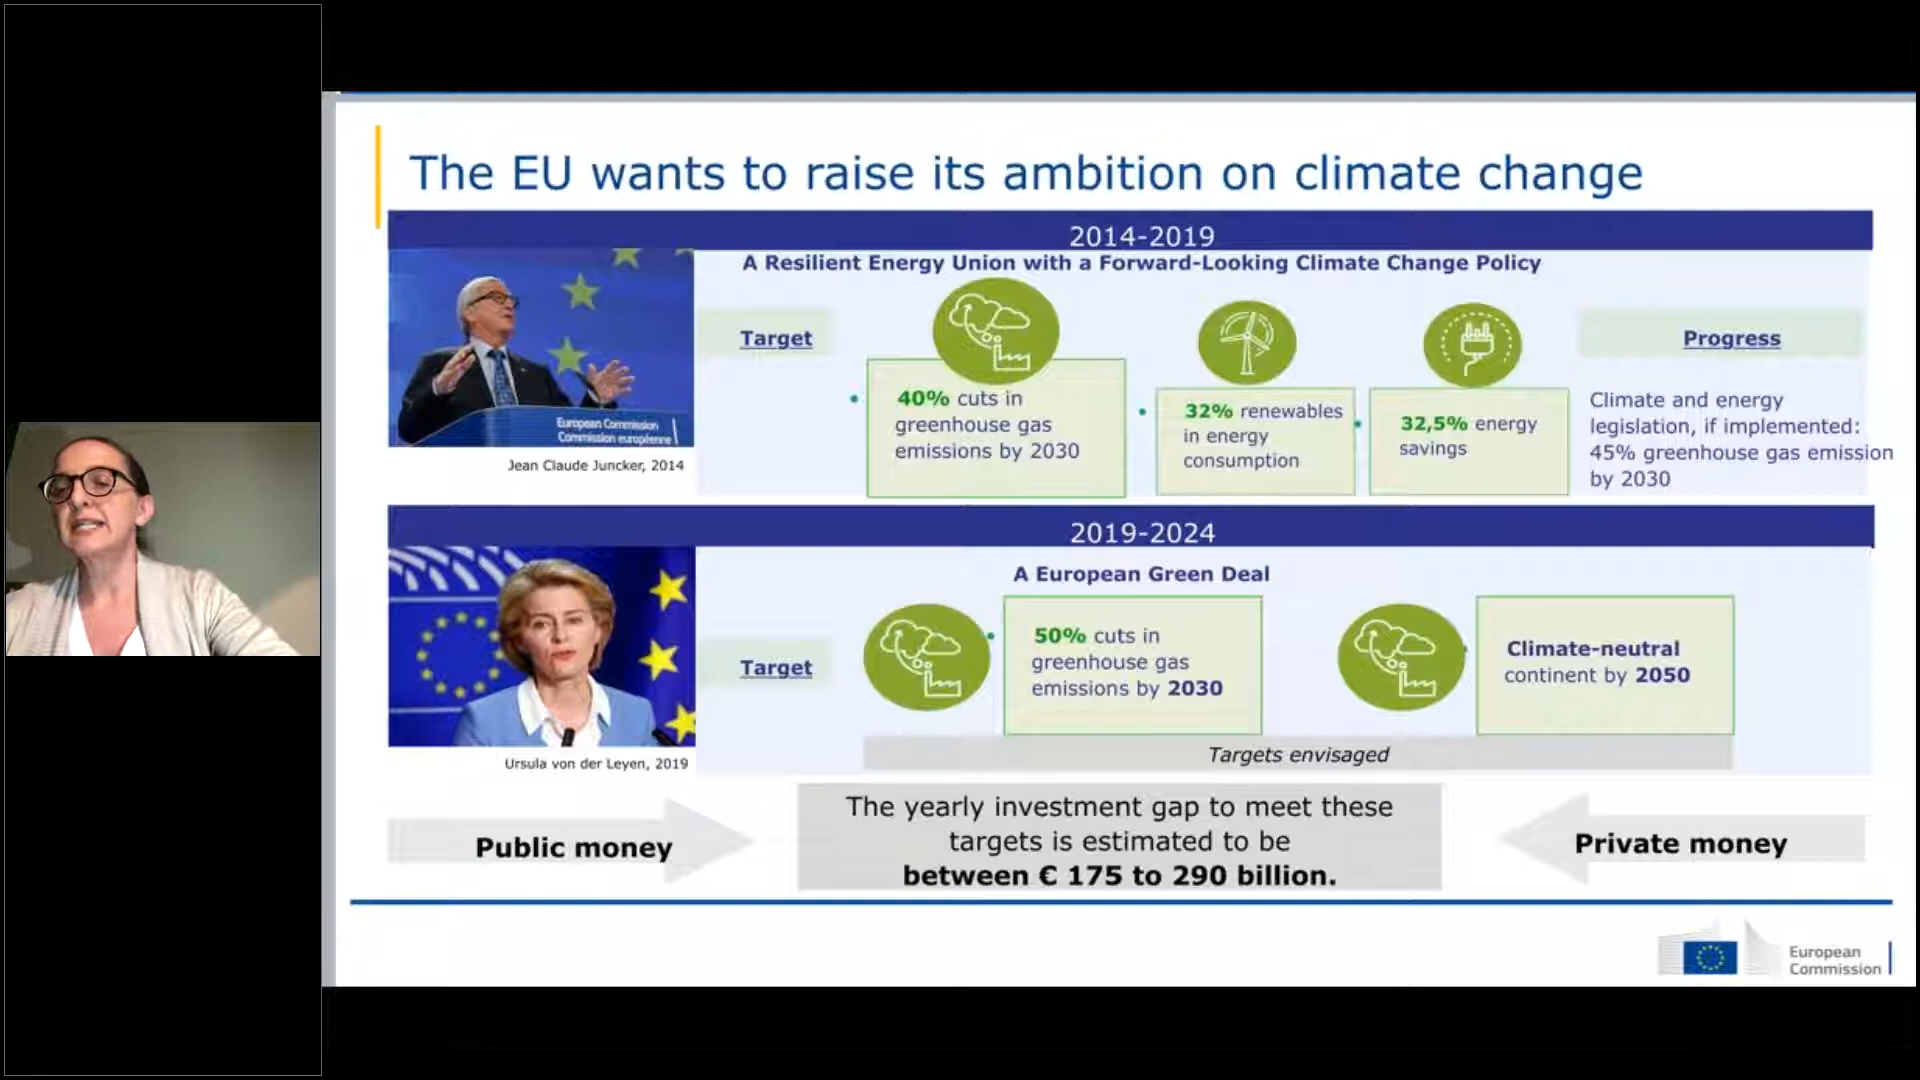 The EU wants to raise its ambition on climate change
2014-2019
A Resilient Energy Union with a Forward-Looking Climate Change Policy
European Commission
Commission européenne
Jean Claude Juncker, 2014
Target
• 40% cuts in
greenhouse gas
emissions by 2030
• 32% renewables
in energy
consumption
• 32,5% energy
savings
Progress
Climate and energy
legislation, if implemented:
45% greenhouse gas emission
by 2030
2019-2024
A European Green Deal
Ursula von der Leyen, 2019
Target
• 50% cuts in
greenhouse gas
emissions by 2030
Climate-neutral
continent by 2050
Targets envisaged
Public money
The yearly investment gap to meet these
targets is estimated to be
between € 175 to 290 billion.
Private money
European
Commission